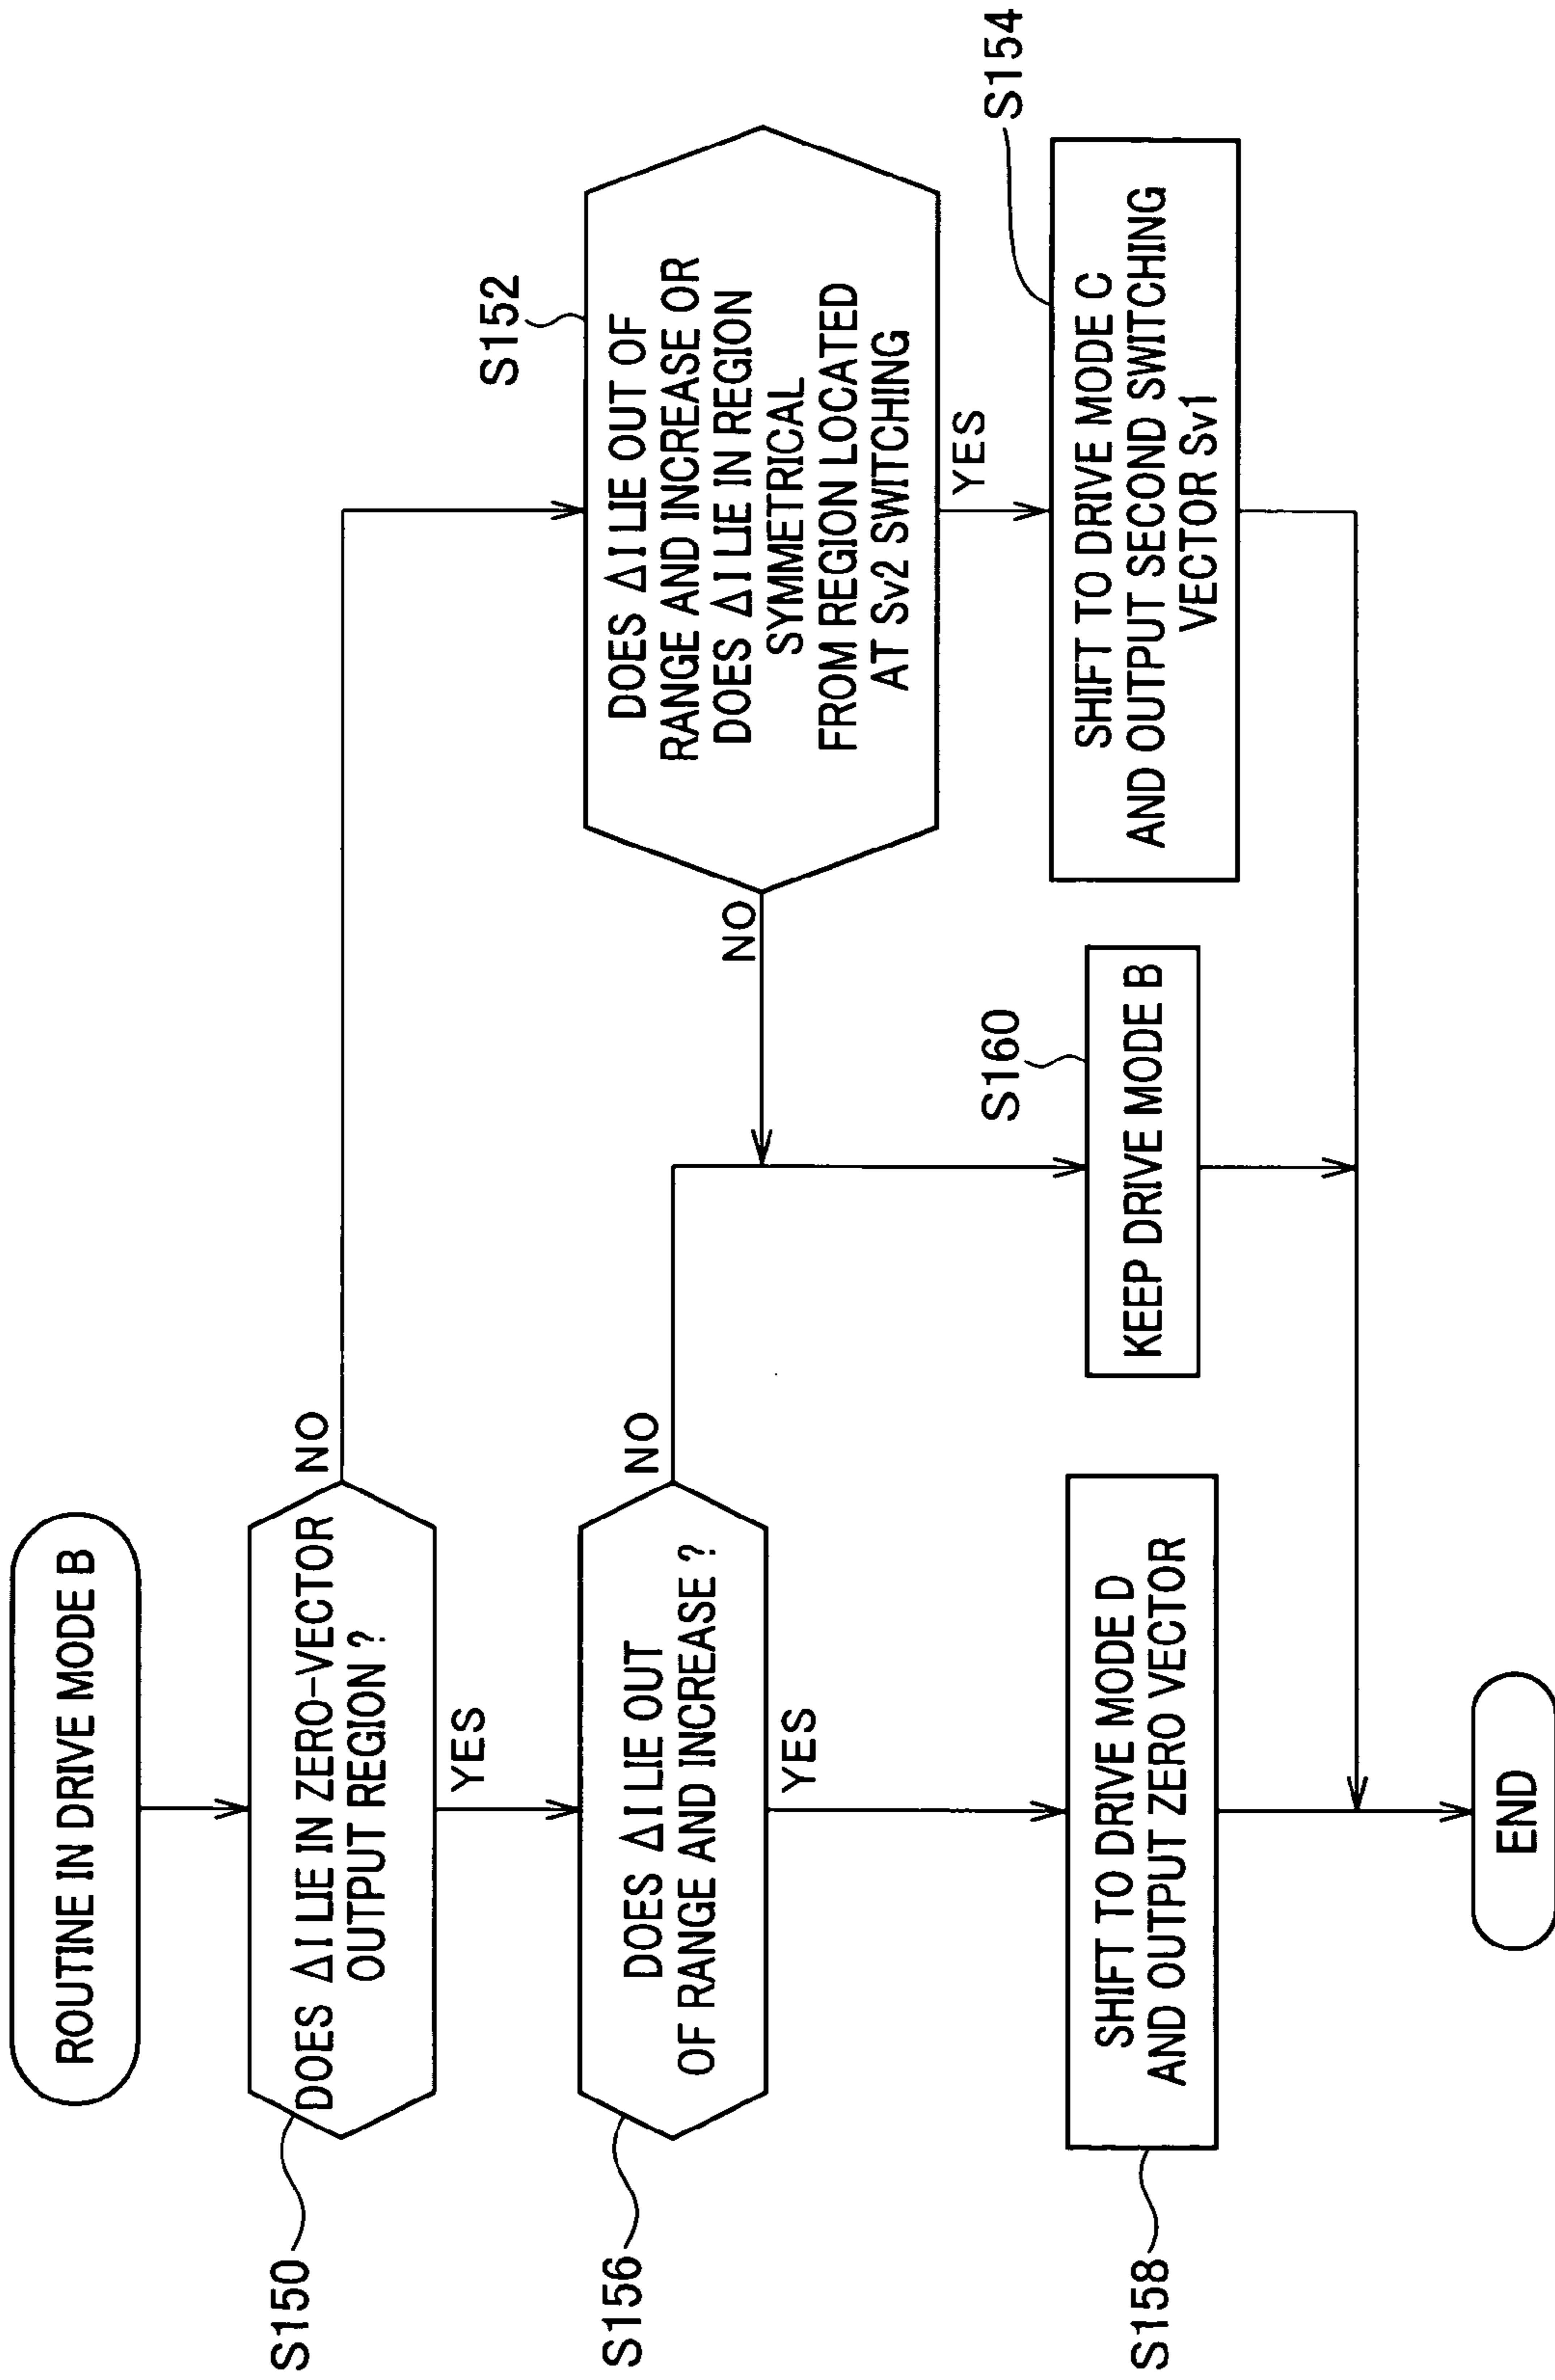 ROUTINE IN DRIVE MODE B
S150
DOES ΔI LIE IN ZERO-VECTOR
OUTPUT REGION ?
NO
YES
S152
DOES ΔI LIE OUT OF
RANGE AND INCREASE OR
DOES ΔI LIE IN REGION
SYMMETRICAL
FROM REGION LOCATED
AT Sv2 SWITCHING
NO
YES
S156
DOES ΔI LIE OUT
OF RANGE AND INCREASE ?
NO
YES
S158
SHIFT TO DRIVE MODE D
AND OUTPUT ZERO VECTOR
S160
KEEP DRIVE MODE B
S154
SHIFT TO DRIVE MODE C
AND OUTPUT SECOND SWITCHING
VECTOR Sv1
END